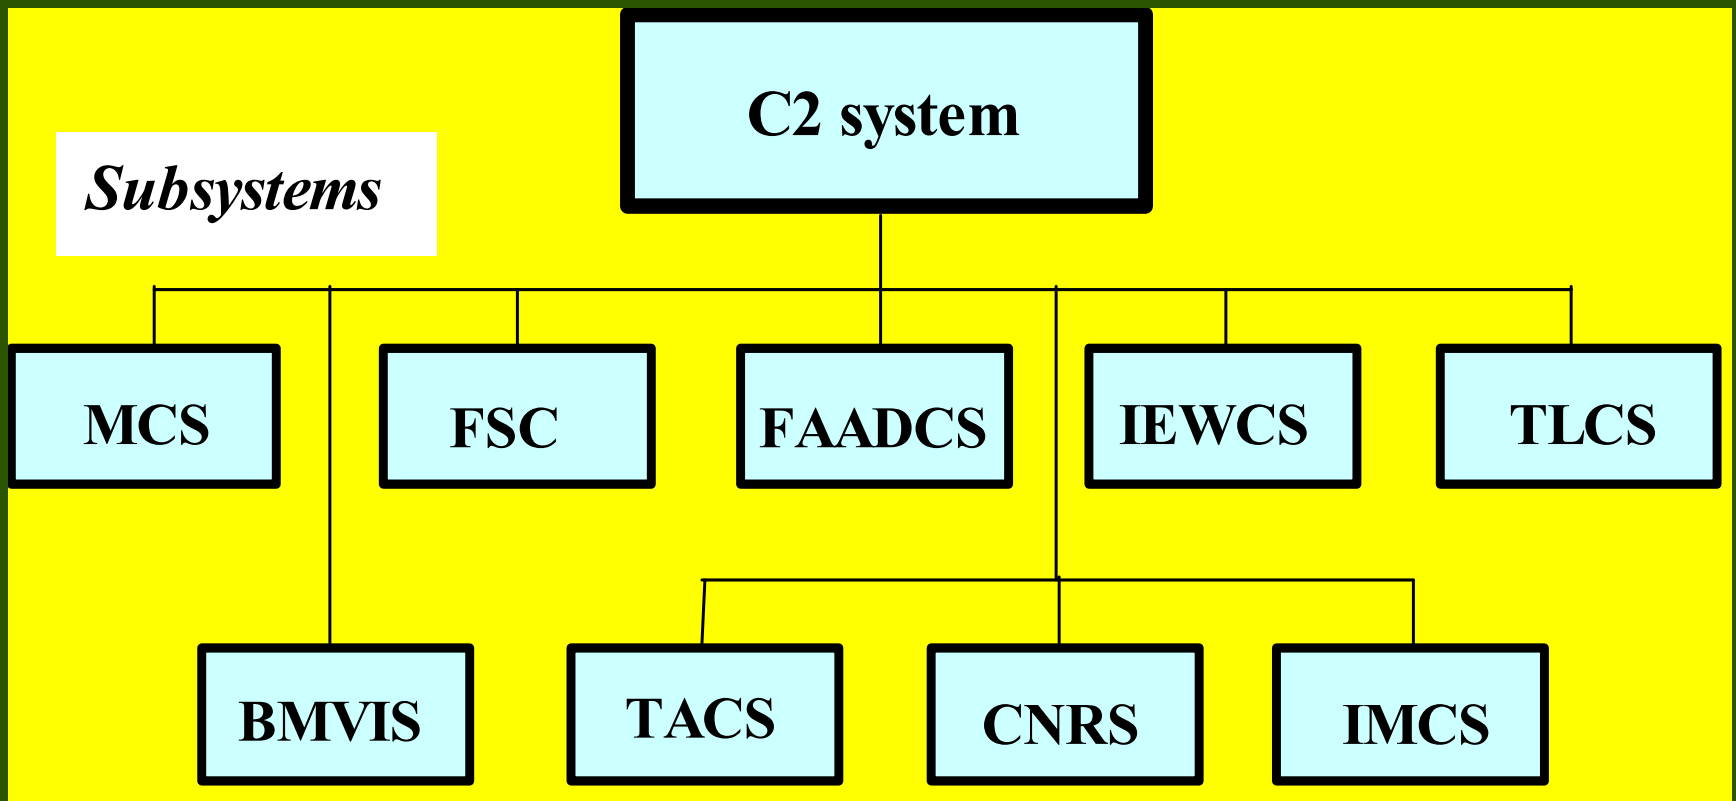 C2 system
Subsystems
MCS
FSC
FAADCS
IEWCS
TLCS
BMVIS
TACS
CNRS
IMCS